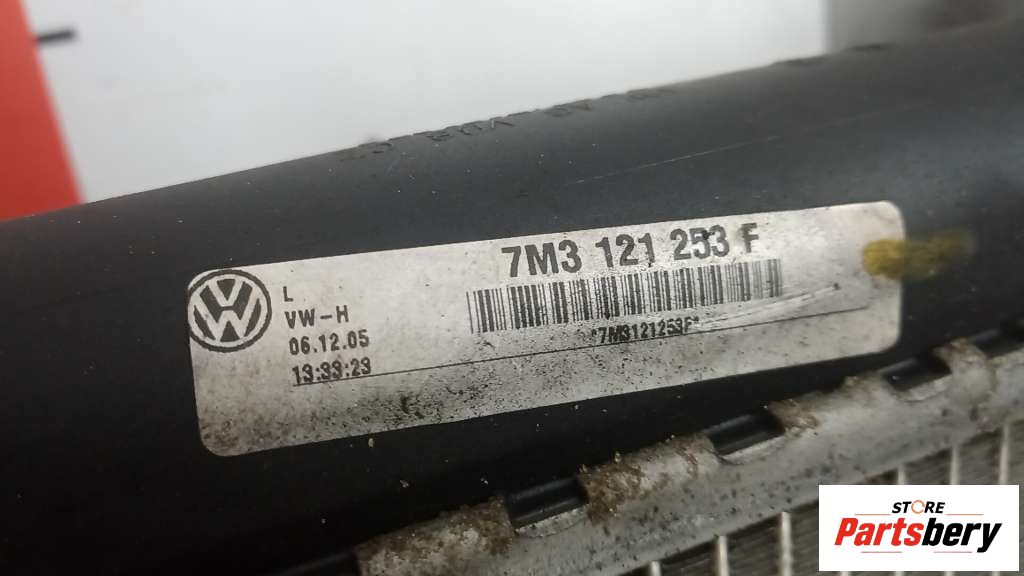 7M3 121 253 F
L
VW-H
06.12.05
13:33:23
*7M3121253F*
STORE
Partsbery